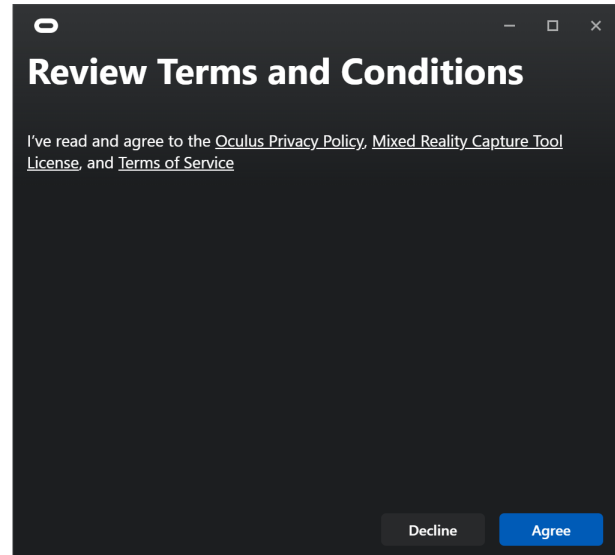 Review Terms and Conditions
I've read and agree to the Oculus Privacy Policy, Mixed Reality Capture Tool
License, and Terms of Service
Decline
Agree